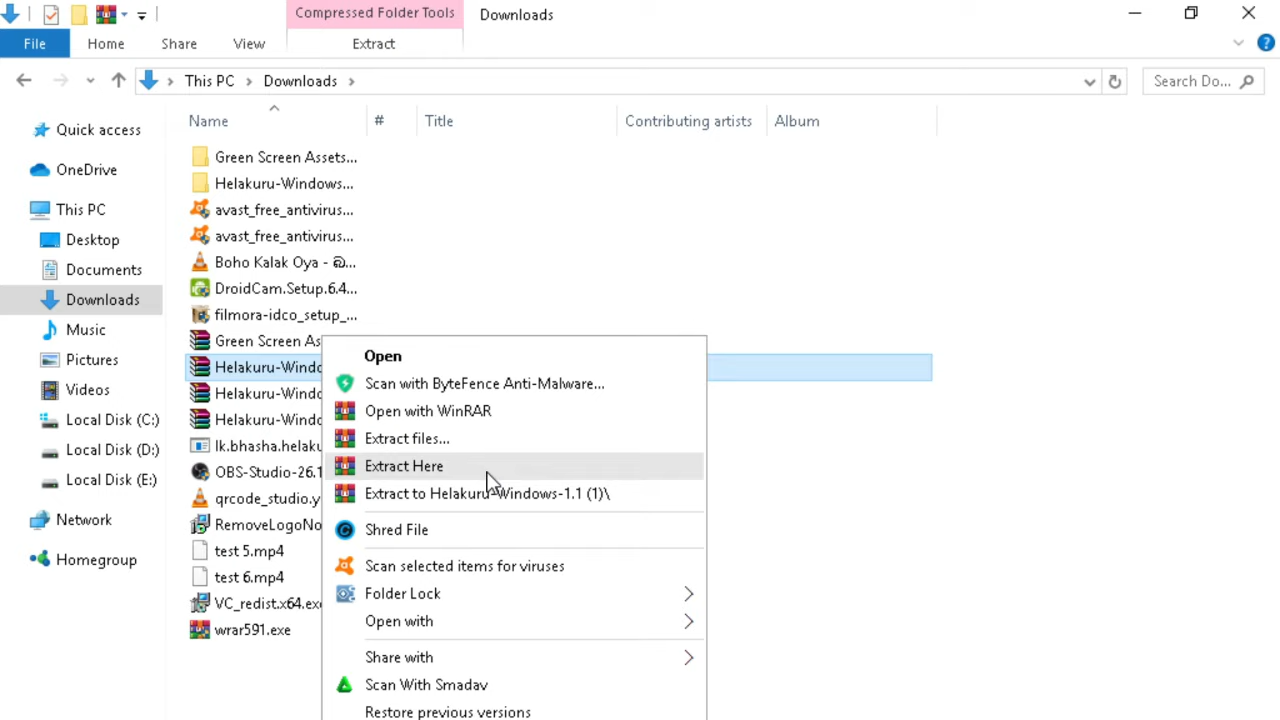 Compressed Folder Tools
Downloads
File
Home
Share
View
Extract
This PC
Downloads
Search Do...
Name
#
Title
Contributing artists
Album
Quick access
OneDrive
This PC
Desktop
Documents
Downloads
Music
Pictures
Videos
Local Disk (C:)
Local Disk (D:)
Local Disk (E:)
Network
Homegroup
Green Screen Assets...
Helakuru-Windows...
avast_free_antivirus...
avast_free_antivirus...
Boho Kalak Oya - ඔ...
DroidCam.Setup.6.4...
filmora-idco_setup_...
Green Screen As
Helakuru-Windo
Helakuru-Windo
Helakuru-Windo
lk.bhasha.helaku
OBS-Studio-26.1
qrcode_studio.y
RemoveLogoNo
test 5.mp4
test 6.mp4
VC_redist.x64.exe
wrar591.exe
Open
Scan with ByteFence Anti-Malware...
Open with WinRAR
Extract files...
Extract Here
Extract to Helakuru-Windows-1.1 (1)\
Shred File
Scan selected items for viruses
Folder Lock
Open with
Share with
Scan With Smadav
Restore previous versions